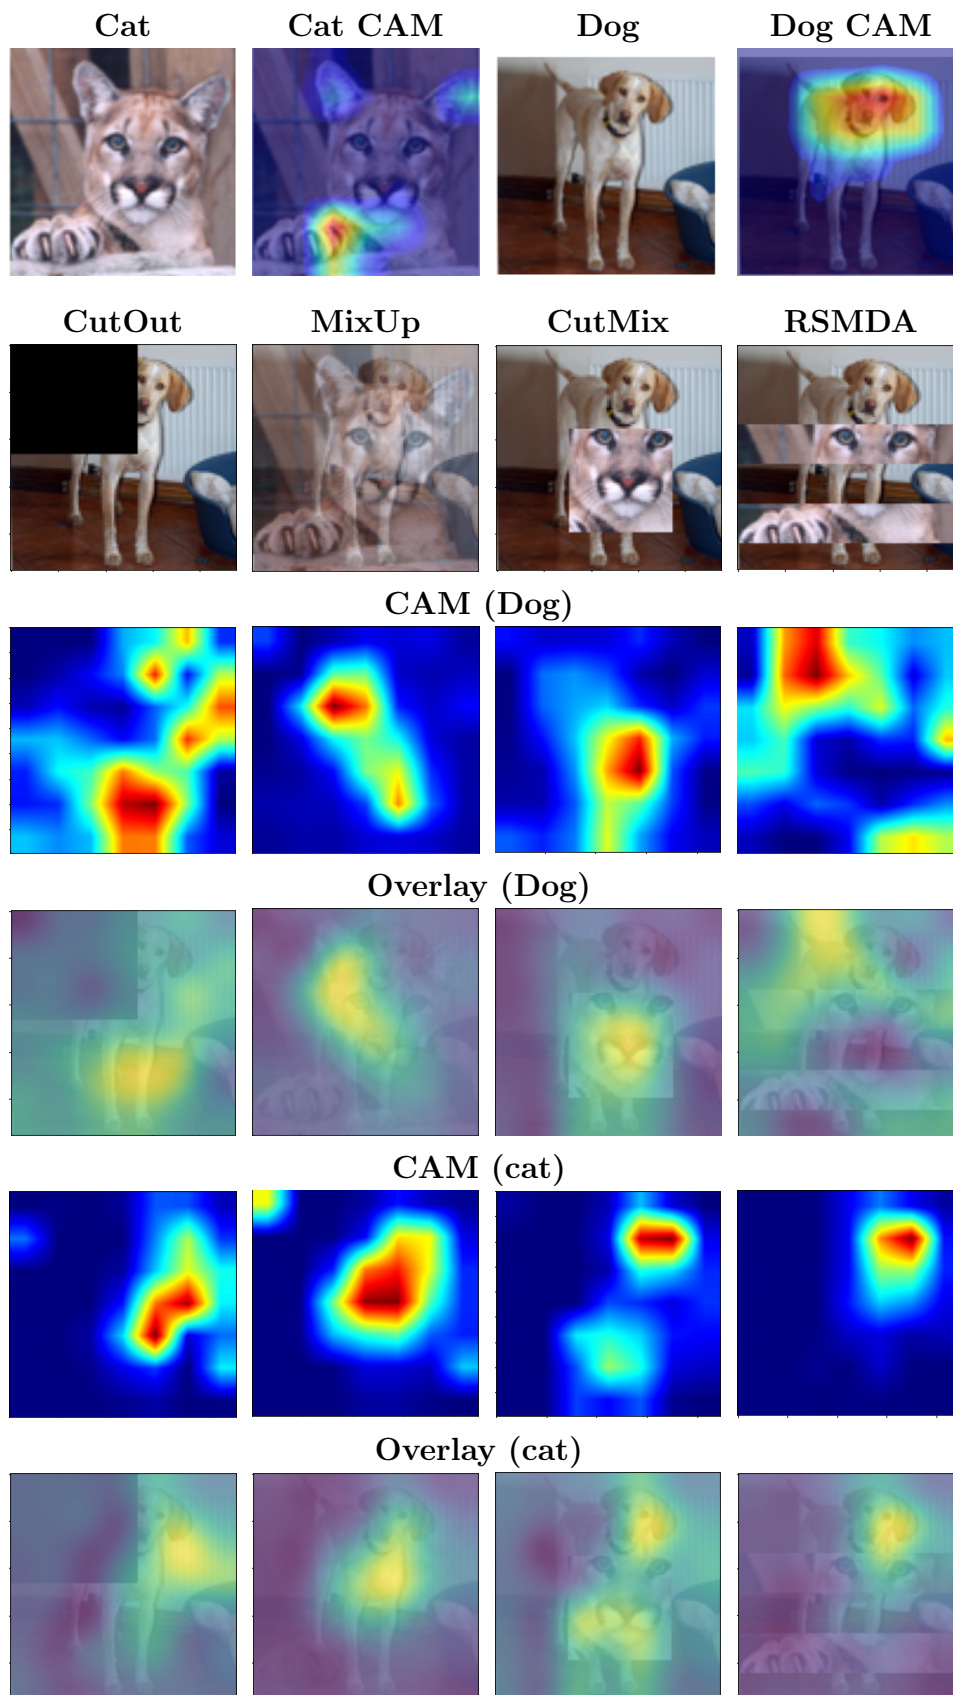 Cat Cat CAM Dog Dog CAM
CutOut MixUp CutMix RSMDA
CAM (Dog)
Overlay (Dog)
CAM (cat)
Overlay (cat)